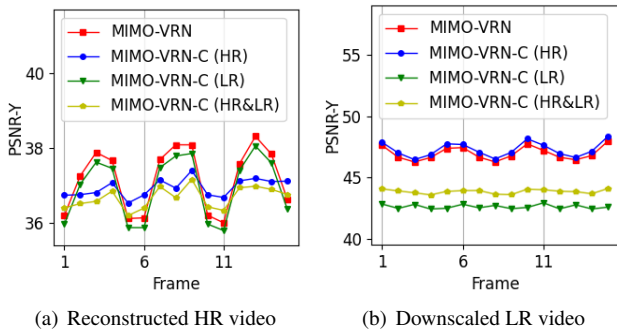 MIMO-VRN
MIMO-VRN-C (HR)
MIMO-VRN-C (LR)
MIMO-VRN-C (HR&LR)
PSNR-Y
40
38
36
1
6
11
Frame
(a) Reconstructed HR video
MIMO-VRN
MIMO-VRN-C (HR)
MIMO-VRN-C (LR)
MIMO-VRN-C (HR&LR)
PSNR-Y
55
50
45
40
1
6
11
Frame
(b) Downscaled LR video